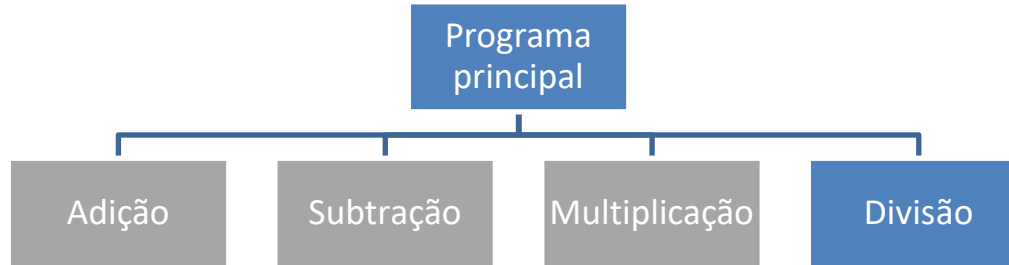 Programa
principal
Adição
Subtração
Multiplicação
Divisão